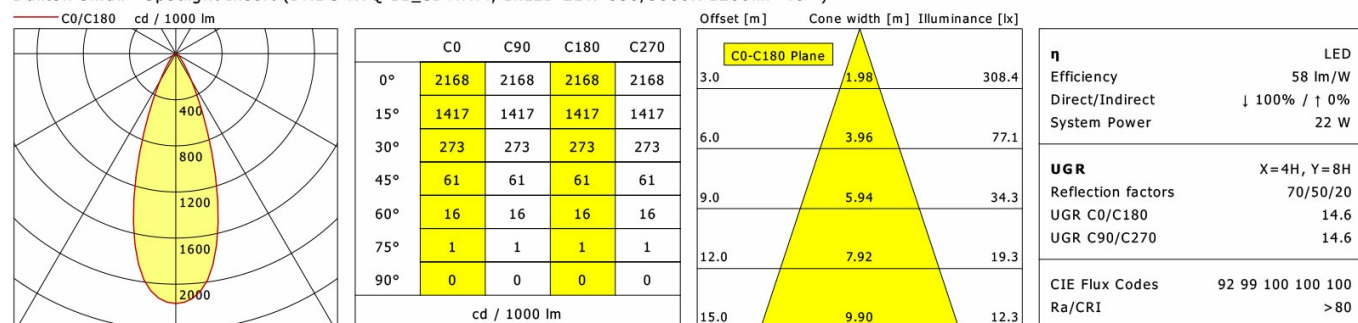 C0/C180 cd / 1000 lm
400
800
1200
1600
2000
C0 C90 C180 C270
0° 2168 2168 2168 2168
15° 1417 1417 1417 1417
30° 273 273 273 273
45° 61 61 61 61
60° 16 16 16 16
75° 1 1 1 1
90° 0 0 0 0
cd / 1000 lm
Offset [m] Cone width [m] Illuminance [lx]
C0-C180 Plane
3.0 1.98 308.4
6.0 3.96 77.1
9.0 5.94 34.3
12.0 7.92 19.3
15.0 9.90 12.3
η LED
Efficiency 58 lm/W
Direct/Indirect ↓ 100% / ↑ 0%
System Power 22 W
UGR X=4H, Y=8H
Reflection factors 70/50/20
UGR C0/C180 14.6
UGR C90/C270 14.6
CIE Flux Codes 92 99 100 100 100
Ra/CRI >80